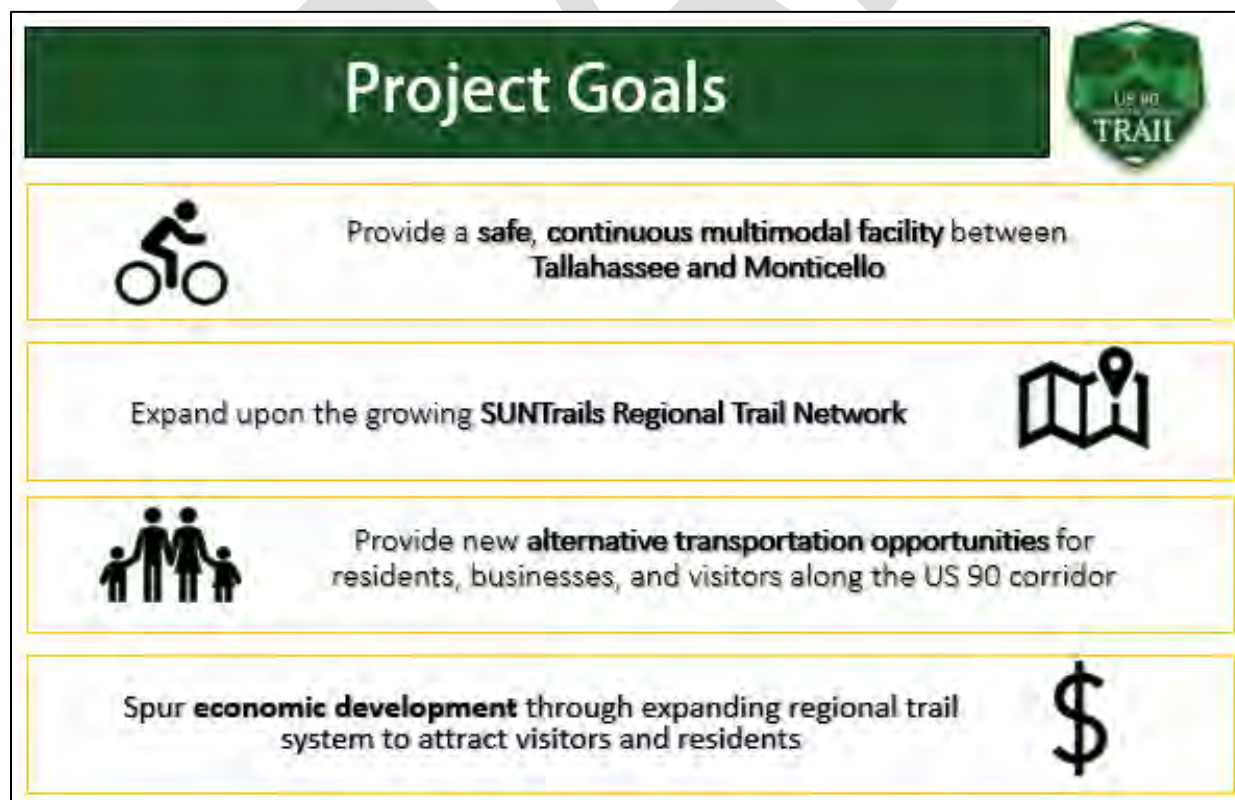 Project Goals
US 90
TRAIL
Provide a safe, continuous multimodal facility between
Tallahassee and Monticello
Expand upon the growing SUNTrails Regional Trail Network
Provide new alternative transportation opportunities for
residents, businesses, and visitors along the US 90 corridor
Spur economic development through expanding regional trail
system to attract visitors and residents